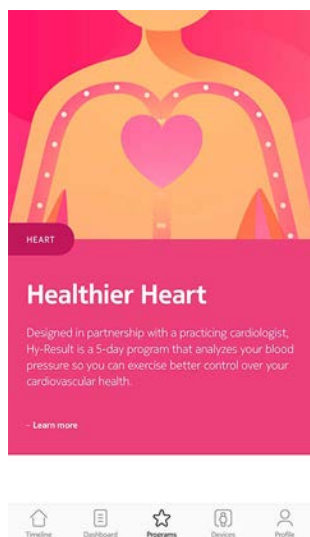 HEART
Healthier Heart
Designed in partnership with a practicing cardiologist,
Hy-Result is a 5-day program that analyzes your blood
pressure so you can exercise better control over your
cardiovascular health.
– Learn more
Timeline Dashboard Programs Devices Profile